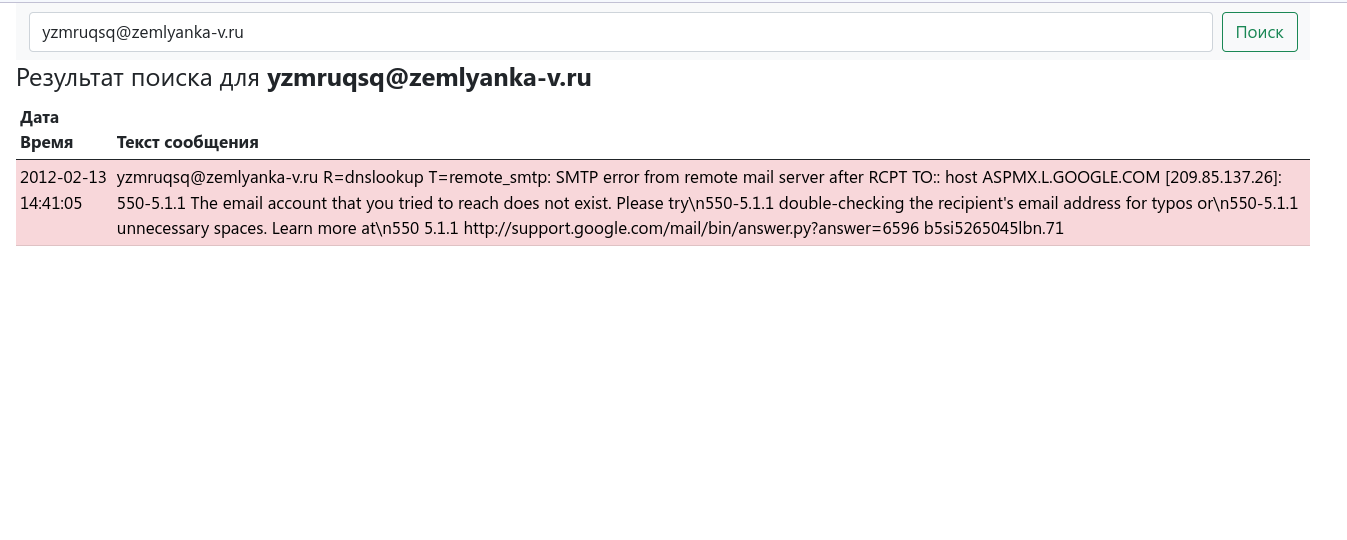 yzmruqsq@zemlyanka-v.ru
Поиск
Результат поиска для yzmruqsq@zemlyanka-v.ru
Дата
Время Текст сообщения
2012-02-13 yzmruqsq@zemlyanka-v.ru R=dnslookup T=remote_smtp: SMTP error from remote mail server after RCPT TO:: host ASPMX.L.GOOGLE.COM [209.85.137.26]:
14:41:05 550-5.1.1 The email account that you tried to reach does not exist. Please try\n550-5.1.1 double-checking the recipient's email address for typos or\n550-5.1.1
unnecessary spaces. Learn more at\n550 5.1.1 http://support.google.com/mail/bin/answer.py?answer=6596 b5si5265045lbn.71